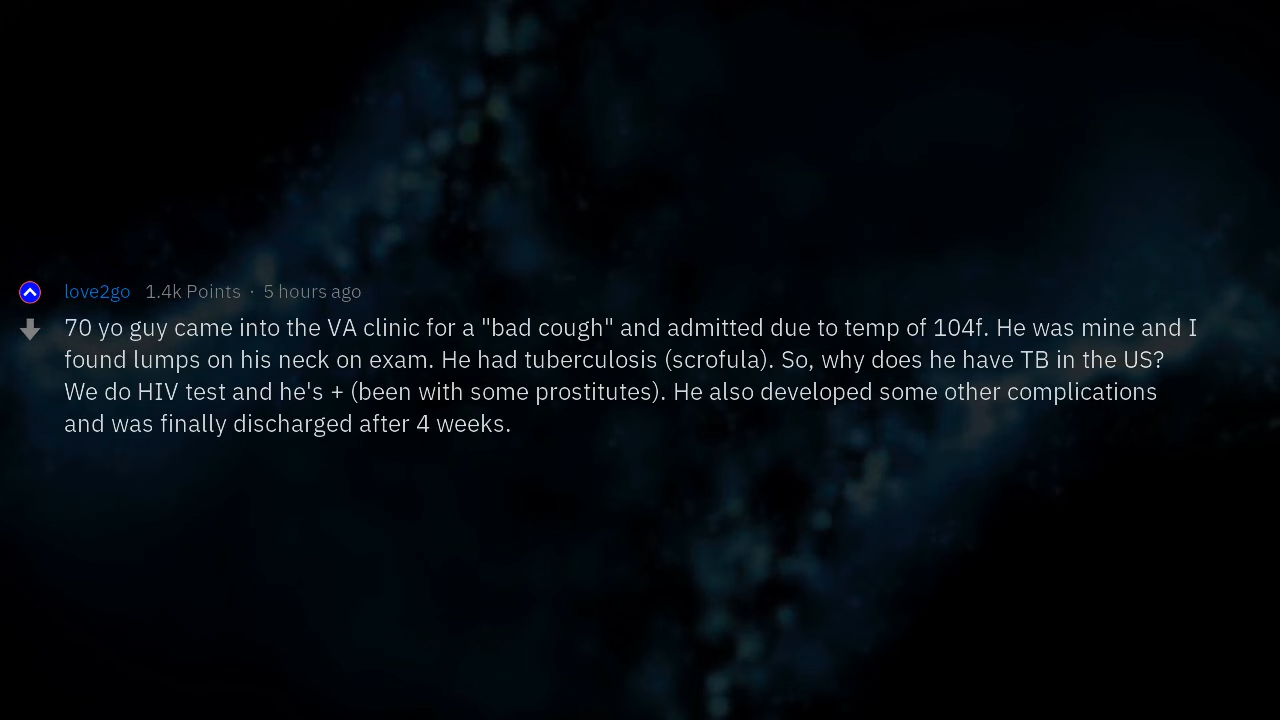 love2go 1.4k Points · 5 hours ago
70 yo guy came into the VA clinic for a "bad cough" and admitted due to temp of 104f. He was mine and I
found lumps on his neck on exam. He had tuberculosis (scrofula). So, why does he have TB in the US?
We do HIV test and he's + (been with some prostitutes). He also developed some other complications
and was finally discharged after 4 weeks.